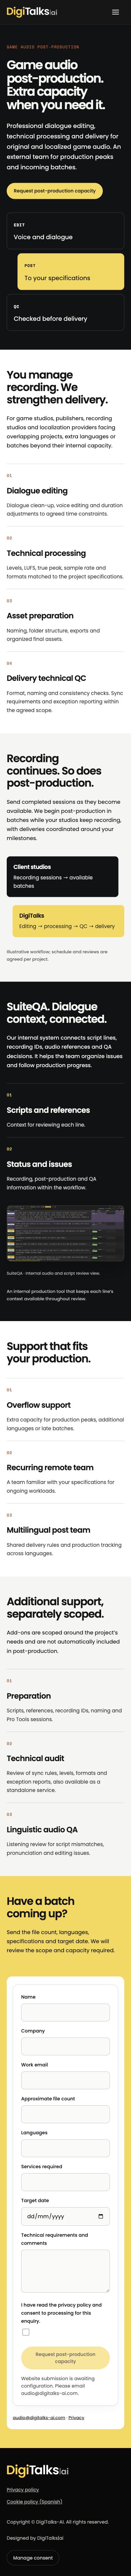 DigiTalks|ai
GAME AUDIO POST-PRODUCTION
Game audio
post-production.
Extra capacity
when you need it.
Professional dialogue editing,
technical processing and delivery for
original and localized game audio. An
external team for production peaks
and incoming batches.
Request post-production capacity
EDIT
Voice and dialogue
POST
To your specifications
QC
Checked before delivery
You manage
recording. We
strengthen delivery.
For game studios, publishers, recording
studios and localization providers facing
overlapping projects, extra languages or
batches beyond their internal capacity.
01
Dialogue editing
Dialogue clean-up, voice editing and duration
adjustments to agreed time constraints.
02
Technical processing
Levels, LUFS, true peak, sample rate and
formats matched to the project specifications.
03
Asset preparation
Naming, folder structure, exports and
organized final assets.
04
Delivery technical QC
Format, naming and consistency checks. Sync
requirements and exception reporting within
the agreed scope.
Recording
continues. So does
post-production.
Send completed sessions as they become
available. We begin post-production in
batches while your studios keep recording,
with deliveries coordinated around your
milestones.
Client studios
Recording sessions → available
batches
DigiTalks
Editing → processing → QC → delivery
Illustrative workflow; schedule and reviews are
agreed per project.
SuiteQA. Dialogue
context, connected.
Our internal system connects script lines,
recording IDs, audio references and QA
decisions. It helps the team organize issues
and follow production progress.
01
Scripts and references
Context for reviewing each line.
02
Status and issues
Recording, post-production and QA
information within the workflow.
SuiteQA · Internal audio and script review view.
An internal production tool that keeps each line's
context available throughout review.
Support that fits
your production.
01
Overflow support
Extra capacity for production peaks, additional
languages or late batches.
02
Recurring remote team
A team familiar with your specifications for
ongoing workloads.
03
Multilingual post team
Shared delivery rules and production tracking
across languages.
Additional support,
separately scoped.
Add-ons are scoped around the project's
needs and are not automatically included
in post-production.
01
Preparation
Scripts, references, recording IDs, naming and
Pro Tools sessions.
02
Technical audit
Review of sync rules, levels, formats and
exception reports, also available as a
standalone service.
03
Linguistic audio QA
Listening review for script mismatches,
pronunciation and editing issues.
Have a batch
coming up?
Send the file count, languages,
specifications and target date. We will
review the scope and capacity required.
Name
Company
Work email
Approximate file count
Languages
Services required
Target date
dd/mm/yyyy
Technical requirements and
comments
I have read the privacy policy and
consent to processing for this
enquiry.
Request post-production
capacity
Website submission is awaiting
configuration. Please email
audio@digitalks-ai.com.
audio@digitalks-ai.com · Privacy
DigiTalks|ai
Privacy policy
Cookie policy (Spanish)
Copyright © DigiTalks-AI. All rights reserved.
Designed by DigiTalksIai
Manage consent